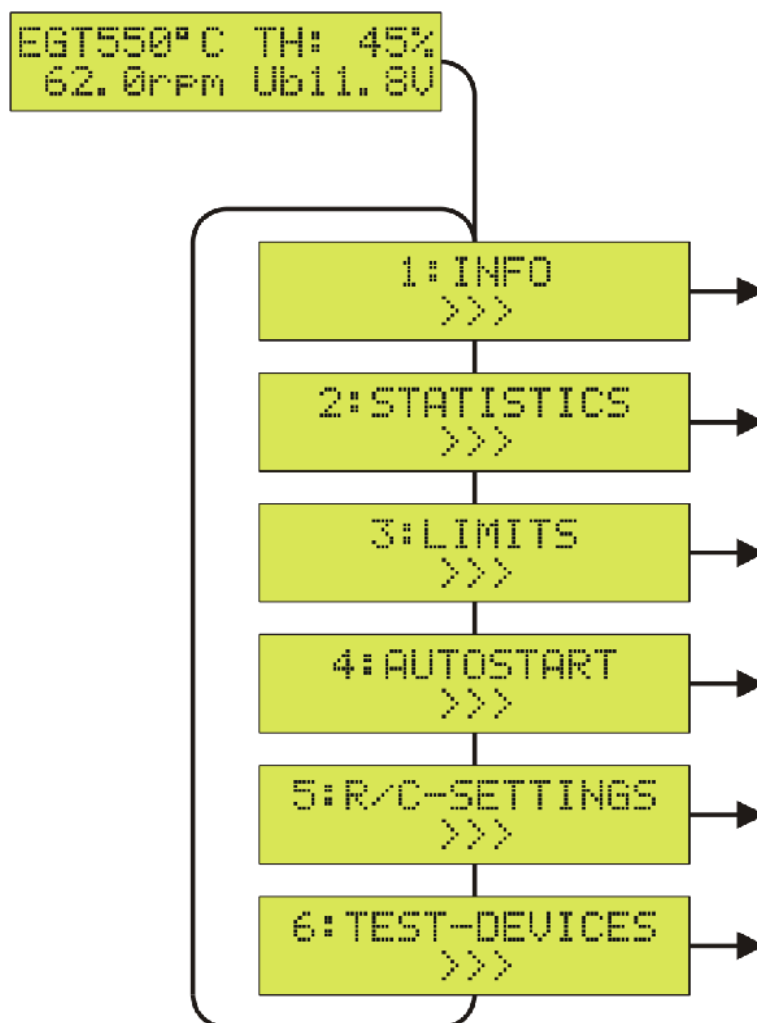 EGT550°C TH: 45%
62.0rpm Ub11.8V
1:INFO
>>>
2:STATISTICS
>>>
3:LIMITS
>>>
4:AUTOSTART
>>>
5:R/C-SETTINGS
>>>
6:TEST-DEVICES
>>>